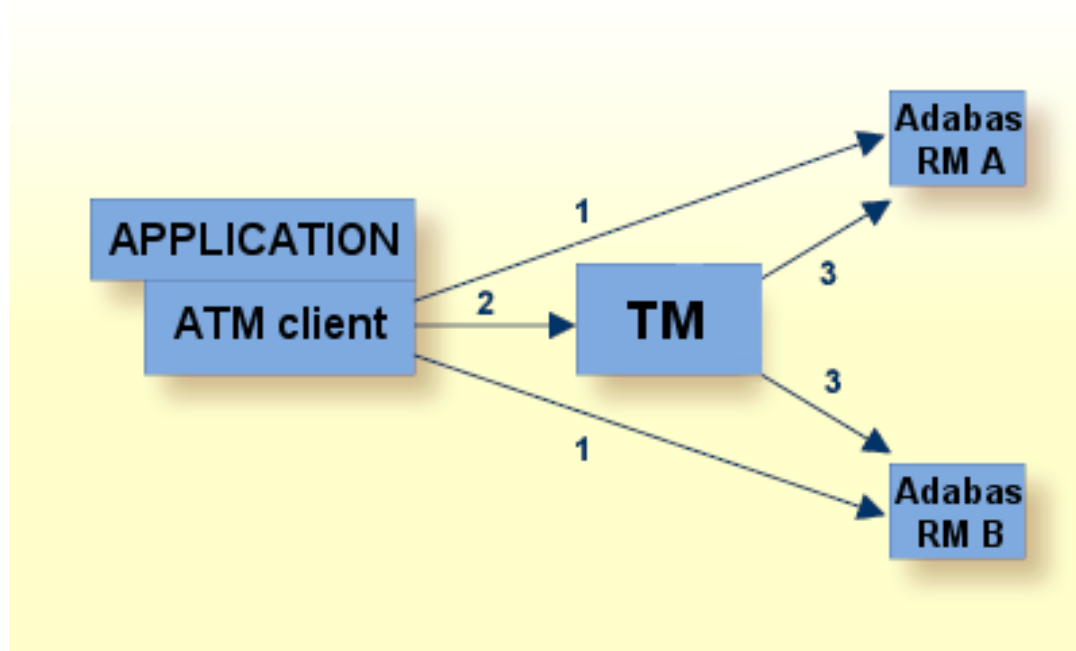 APPLICATION
ATM client
1
2
TM
1
3
3
Adabas
RM A
Adabas
RM B